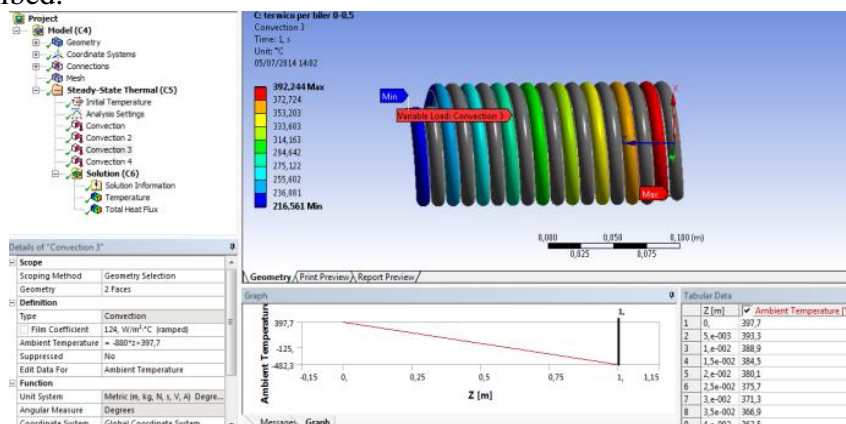 ibed.
Project
Model (C4)
Geometry
Coordinate Systems
Connections
Mesh
Steady-State Thermal (C5)
Initial Temperature
Analysis Settings
Convection
Convection 2
Convection 3
Convection 4
Solution (C6)
Solution Information
Temperature
Total Heat Flux
C: termico per biler 0-0,5
Convection 3
Time: 1, s
Unit: °C
05/07/2014 14:02
392,244 Max
372,724
353,203
333,683
314,163
294,642
275,122
255,602
236,081
216,561 Min
Min
Variable Load: Convection 3
Max
X
0,000 0,050 0,100 (m)
0,025 0,075
Geometry Print Preview Report Preview
Details of "Convection 3"
Scope
Scoping Method Geometry Selection
Geometry 2 Faces
Definition
Type Convection
Film Coefficient 124, W/m²·°C (ramped)
Ambient Temperature = -880*z+397,7
Suppressed No
Edit Data For Ambient Temperature
Function
Unit System Metric (m, kg, N, s, V, A) Degre...
Angular Measure Degrees
Coordinate System Global Coordinate System
Graph
Ambient Temperature
1,
397,7
-125,
-482,3
-0,15 0, 0,25 0,5 0,75 1, 1,15
Z [m]
Messages Graph
Tabular Data
Z [m] Ambient Temperature [°
1 0, 397,7
2 5,e-003 393,3
3 1,e-002 388,9
4 1,5e-002 384,5
5 2,e-002 380,1
6 2,5e-002 375,7
7 3,e-002 371,3
8 3,5e-002 366,9
9 4,e-002 362,5